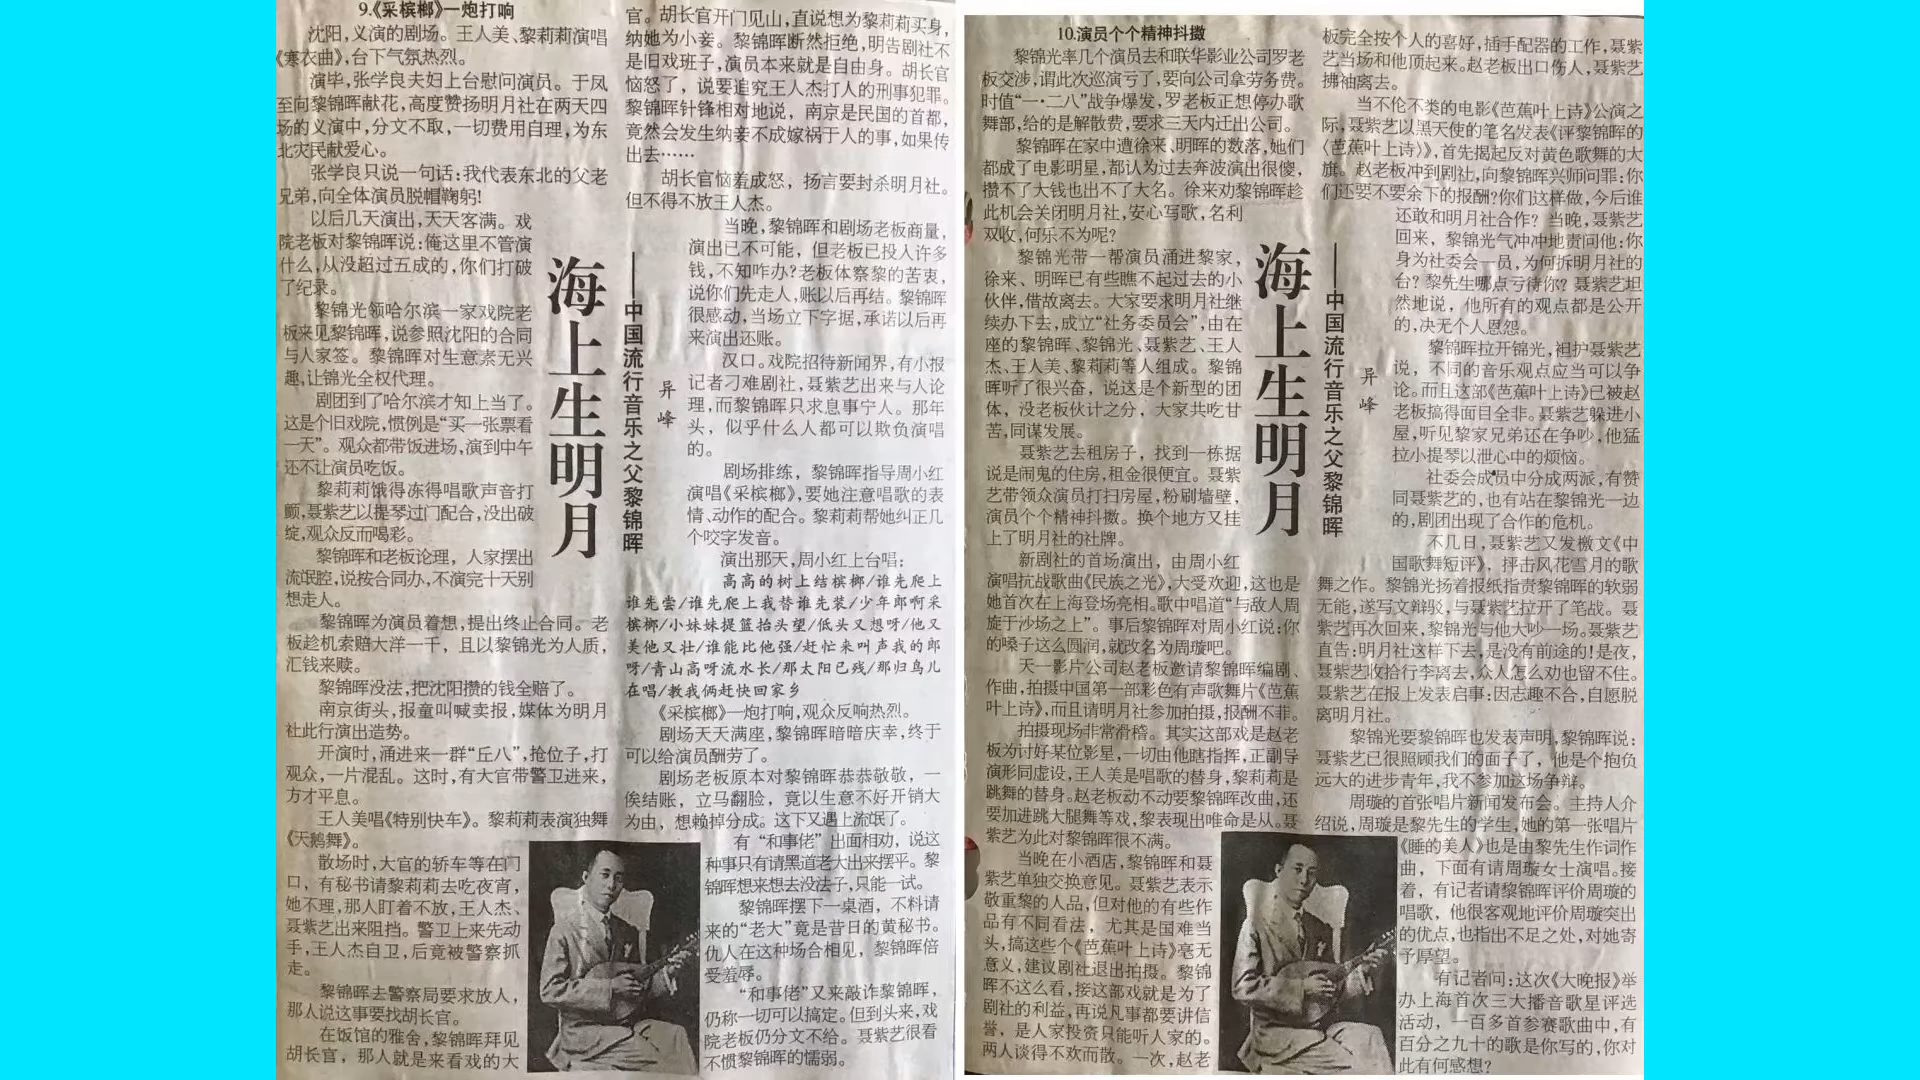 9.《采槟榔》一炮打响
沈阳,义演的剧场。王人美、黎莉莉演唱
《寒衣曲》,台下气氛热烈。
演毕,张学良夫妇上台慰问演员。于凤
至向黎锦晖献花,高度赞扬明月社在两天四
场的义演中,分文不取,一切费用自理,为东
北灾民献爱心。
张学良只说一句话:我代表东北的父老
兄弟,向全体演员脱帽鞠躬!
以后几天演出,天天客满。戏
院老板对黎锦晖说:俺这里不管演
什么,从没超过五成的,你们打破
了纪录。
黎锦光领哈尔滨一家戏院老
板来见黎锦晖,说参照沈阳的合同
与人家签。黎锦晖对生意素无兴
趣,让锦光全权代理。
剧团到了哈尔滨才知上当了。
这是个旧戏院,惯例是“买一张票看
一天”。观众都带饭进场,演到中午
还不让演员吃饭。
黎莉莉饿得冻得唱歌声音打
颤,聂紫艺以提琴过门配合,没出破
绽,观众反而喝彩。
黎锦晖和老板论理,人家摆出
流氓腔,说按合同办,不演完十天别
想走人。
黎锦晖为演员着想,提出终止合同。老
板趁机索赔大洋一千,且以黎锦光为人质,
汇钱来赎。
黎锦晖没法,把沈阳攒的钱全赔了。
南京街头,报童叫喊卖报,媒体为明月
社此行演出造势。
开演时,涌进来一群“丘八”,抢位子,打
观众,一片混乱。这时,有大官带警卫进来,
方才平息。
王人美唱《特别快车》。黎莉莉表演独舞
《天鹅舞》。
散场时,大官的轿车等在门
口,有秘书请黎莉莉去吃夜宵,
她不理,那人盯着不放,王人杰、
聂紫艺出来阻挡。警卫上来先动
手,王人杰自卫,后竟被警察抓
走。
黎锦晖去警察局要求放人,
那人说这事要找胡长官。
在饭馆的雅舍,黎锦晖拜见
胡长官,那人就是来看戏的大
官。胡长官开门见山,直说想为黎莉莉买身,
纳她为小妾。黎锦晖断然拒绝,明告剧社不
是旧戏班子,演员本来就是自由身。胡长官
恼怒了,说要追究王人杰打人的刑事犯罪。
黎锦晖针锋相对地说,南京是民国的首都,
竟然会发生纳妾不成嫁祸于人的事,如果传
出去……
胡长官恼羞成怒,扬言要封杀明月社。
但不得不放王人杰。
当晚,黎锦晖和剧场老板商量,
演出已不可能,但老板已投入许多
钱,不知咋办?老板体察黎的苦衷,
说你们先走人,账以后再结。黎锦晖
很感动,当场立下字据,承诺以后再
来演出还账。
汉口。戏院招待新闻界,有小报
记者刁难剧社,聂紫艺出来与人论
理,而黎锦晖只求息事宁人。那年
头,似乎什么人都可以欺负演唱
的。
剧场排练,黎锦晖指导周小红
演唱《采槟榔》,要她注意唱歌的表
情、动作的配合。黎莉莉帮她纠正几
个咬字发音。
演出那天,周小红上台唱:
高高的树上结槟榔/谁先爬上
谁先尝/谁先爬上我替谁先装/少年郎啊采
槟榔/小妹妹提篮抬头望/低头又想呀/他又
美他又壮/谁能比他强/赶忙来叫声我的郎
呀/青山高呀流水长/那太阳已残/那归鸟儿
在唱/教我俩赶快回家乡
《采槟榔》一炮打响,观众反响热烈。
剧场天天满座,黎锦晖暗暗庆幸,终于
可以给演员酬劳了。
剧场老板原本对黎锦晖恭恭敬敬,一
俟结账,立马翻脸,竟以生意不好开销大
为由,想赖掉分成。这下又遇上流氓了。
有“和事佬”出面相劝,说这
种事只有请黑道老大出来摆平。黎
锦晖想来想去没法子,只能一试。
黎锦晖摆下一桌酒,不料请
来的“老大”竟是昔日的黄秘书。
仇人在这种场合相见,黎锦晖倍
受羞辱。
“和事佬”又来敲诈黎锦晖,
仍称一切可以搞定。但到头来,戏
院老板仍分文不给。聂紫艺很看
不惯黎锦晖的懦弱。
海上生明月
——中国流行音乐之父黎锦晖
异峰
10.演员个个精神抖擞
黎锦光率几个演员去和联华影业公司罗老
板交涉,谓此次巡演亏了,要向公司拿劳务费。
时值“一·二八”战争爆发,罗老板正想停办歌
舞部,给的是解散费,要求三天内迁出公司。
黎锦晖在家中遭徐来、明晖的数落,她们
都成了电影明星,都认为过去奔波演出很傻,
攒不了大钱也出不了大名。徐来劝黎锦晖趁
此机会关闭明月社,安心写歌,名利
双收,何乐不为呢?
黎锦光带一帮演员涌进黎家,
徐来、明晖已有些瞧不起过去的小
伙伴,借故离去。大家要求明月社继
续办下去,成立“社务委员会”,由在
座的黎锦晖、黎锦光、聂紫艺、王人
杰、王人美、黎莉莉等人组成。黎锦
晖听了很兴奋,说这是个新型的团
体,没老板伙计之分,大家共吃甘
苦,同谋发展。
聂紫艺去租房子,找到一栋据
说是闹鬼的住房,租金很便宜。聂紫
艺带领众演员打扫房屋,粉刷墙壁,
演员个个精神抖擞。换个地方又挂
上了明月社的社牌。
新剧社的首场演出,由周小红
演唱抗战歌曲《民族之光》,大受欢迎,这也是
她首次在上海登场亮相。歌中唱道“与敌人周
旋于沙场之上”。事后黎锦晖对周小红说:你
的嗓子这么圆润,就改名为周璇吧。
天一影片公司赵老板邀请黎锦晖编剧、
作曲,拍摄中国第一部彩色有声歌舞片《芭蕉
叶上诗》,而且请明月社参加拍摄,报酬不菲。
拍摄现场非常滑稽。其实这部戏是赵老
板为讨好某位影星,一切由他瞎指挥,正副导
演形同虚设,王人美是唱歌的替身,黎莉莉是
跳舞的替身。赵老板动不动要黎锦晖改曲,还
要加进跳大腿舞等戏,黎表现出唯命是从。聂
紫艺为此对黎锦晖很不满。
当晚在小酒店,黎锦晖和聂
紫艺单独交换意见。聂紫艺表示
敬重黎的人品,但对他的有些作
品有不同看法,尤其是国难当
头,搞这些个《芭蕉叶上诗》毫无
意义,建议剧社退出拍摄。黎锦
晖不这么看,接这部戏就是为了
剧社的利益,再说凡事都要讲信
誉,是人家投资只能听人家的。
两人谈得不欢而散。一次,赵老
板完全按个人的喜好,插手配器的工作,聂紫
艺当场和他顶起来。赵老板出口伤人,聂紫艺
拂袖离去。
当不伦不类的电影《芭蕉叶上诗》公演之
际,聂紫艺以黑天使的笔名发表《评黎锦晖的
〈芭蕉叶上诗〉》,首先揭起反对黄色歌舞的大
旗。赵老板冲到剧社,向黎锦晖兴师问罪:你
们还要不要余下的报酬?你们这样做,今后谁
还敢和明月社合作?当晚,聂紫艺
回来,黎锦光气冲冲地责问他:你
身为社委会一员,为何拆明月社的
台?黎先生哪点亏待你?聂紫艺坦
然地说,他所有的观点都是公开
的,决无个人恩怨。
黎锦晖拉开锦光,袒护聂紫艺
说,不同的音乐观点应当可以争
论。而且这部《芭蕉叶上诗》已被赵
老板搞得面目全非。聂紫艺躲进小
屋,听见黎家兄弟还在争吵,他猛
拉小提琴以泄心中的烦恼。
社委会成员中分成两派,有赞
同聂紫艺的,也有站在黎锦光一边
的,剧团出现了合作的危机。
不几日,聂紫艺又发檄文《中
国歌舞短评》,抨击风花雪月的歌
舞之作。黎锦光扬着报纸指责黎锦晖的软弱
无能,遂写文辩驳,与聂紫艺拉开了笔战。聂
紫艺再次回来,黎锦光与他大吵一场。聂紫艺
直告:明月社这样下去,是没有前途的!是夜,
聂紫艺收拾行李离去,众人怎么劝也留不住。
聂紫艺在报上发表启事:因志趣不合,自愿脱
离明月社。
黎锦光要黎锦晖也发表声明,黎锦晖说:
聂紫艺已很照顾我们的面子了,他是个抱负
远大的进步青年,我不参加这场争辩。
周璇的首张唱片新闻发布会。主持人介
绍说,周璇是黎先生的学生,她的第一张唱片
《睡的美人》也是由黎先生作词作
曲,下面有请周璇女士演唱。接
着,有记者请黎锦晖评价周璇的
唱歌,他很客观地评价周璇突出
的优点,也指出不足之处,对她寄
予厚望。
有记者问:这次《大晚报》举
办上海首次三大播音歌星评选
活动,一百多首参赛歌曲中,有
百分之九十的歌是你写的,你对
此有何感想?
海上生明月
——中国流行音乐之父黎锦晖
异峰